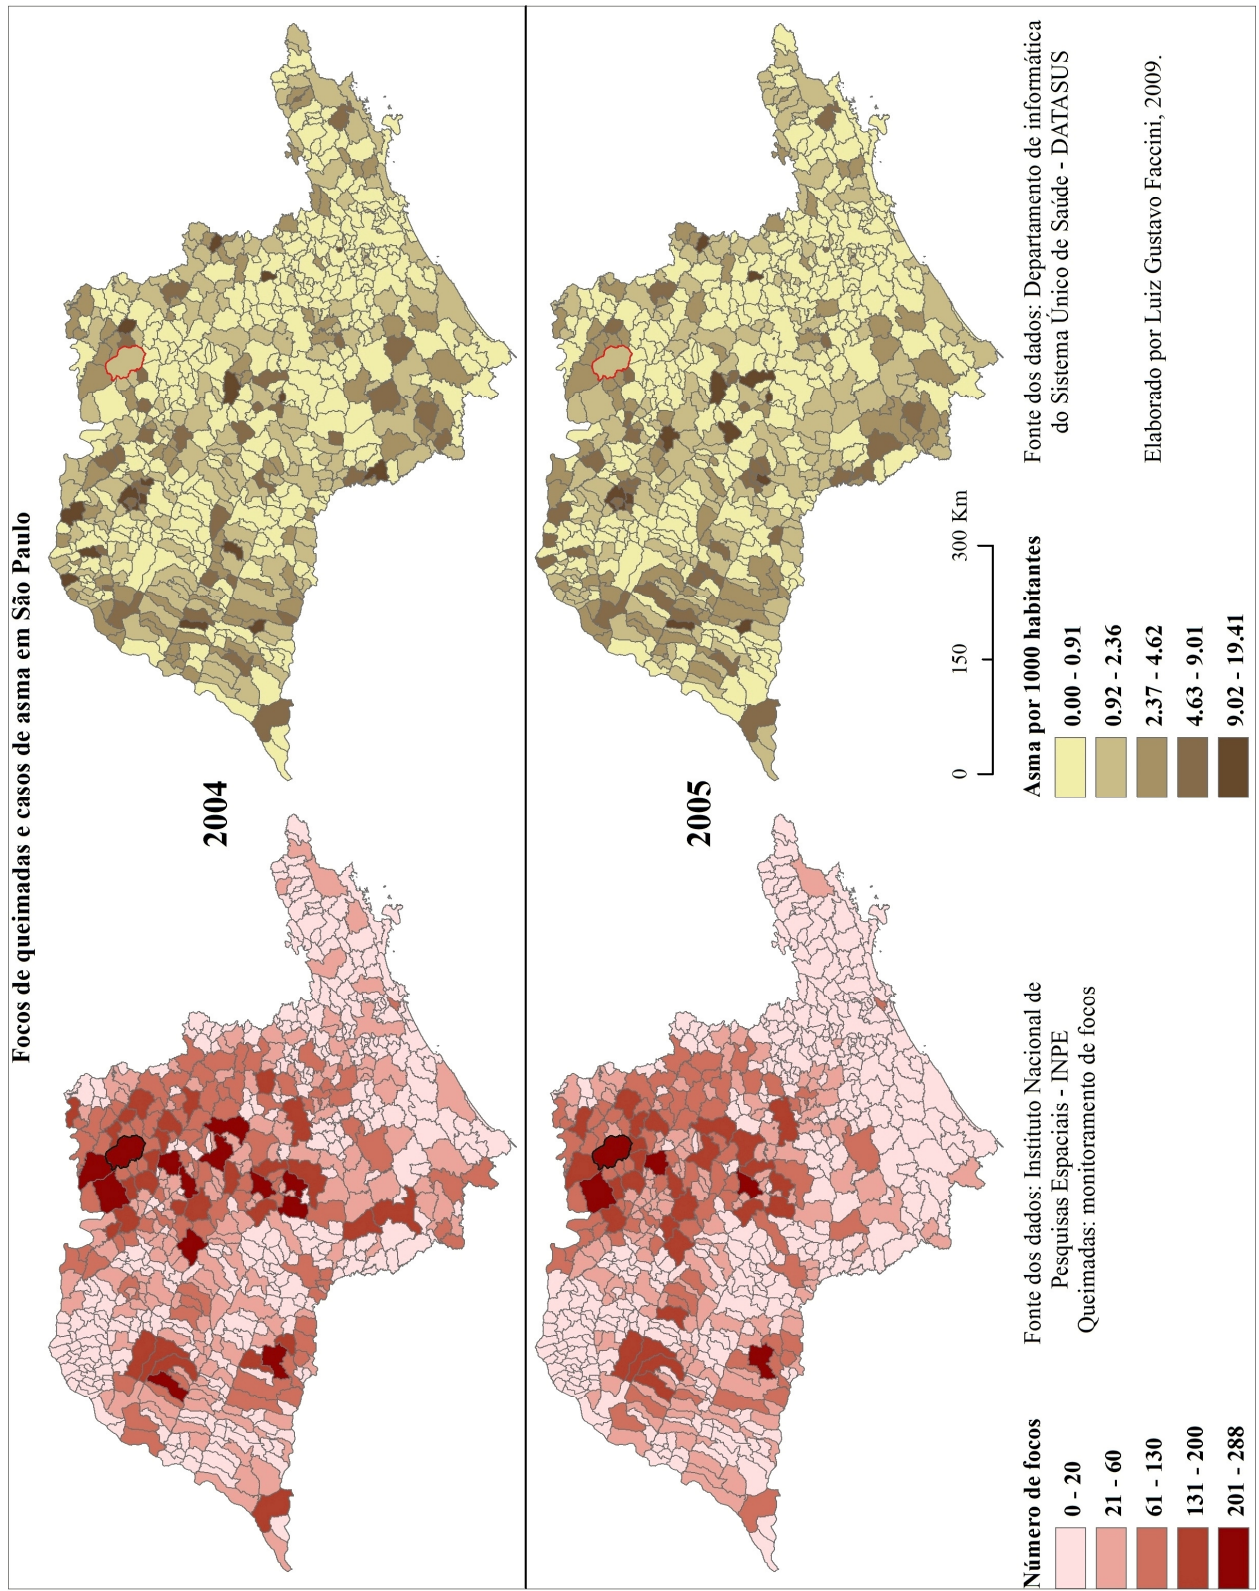 Focos de queimadas e casos de asma em São Paulo
2004
2005
Número de focos
0 - 20
21 - 60
61 - 130
131 - 200
201 - 288
Fonte dos dados: Instituto Nacional de
Pesquisas Espaciais - INPE
Queimadas: monitoramento de focos
0 150 300 Km
Asma por 1000 habitantes
0.00 - 0.91
0.92 - 2.36
2.37 - 4.62
4.63 - 9.01
9.02 - 19.41
Fonte dos dados: Departamento de informática
do Sistema Único de Saúde - DATASUS
Elaborado por Luiz Gustavo Faccini, 2009.